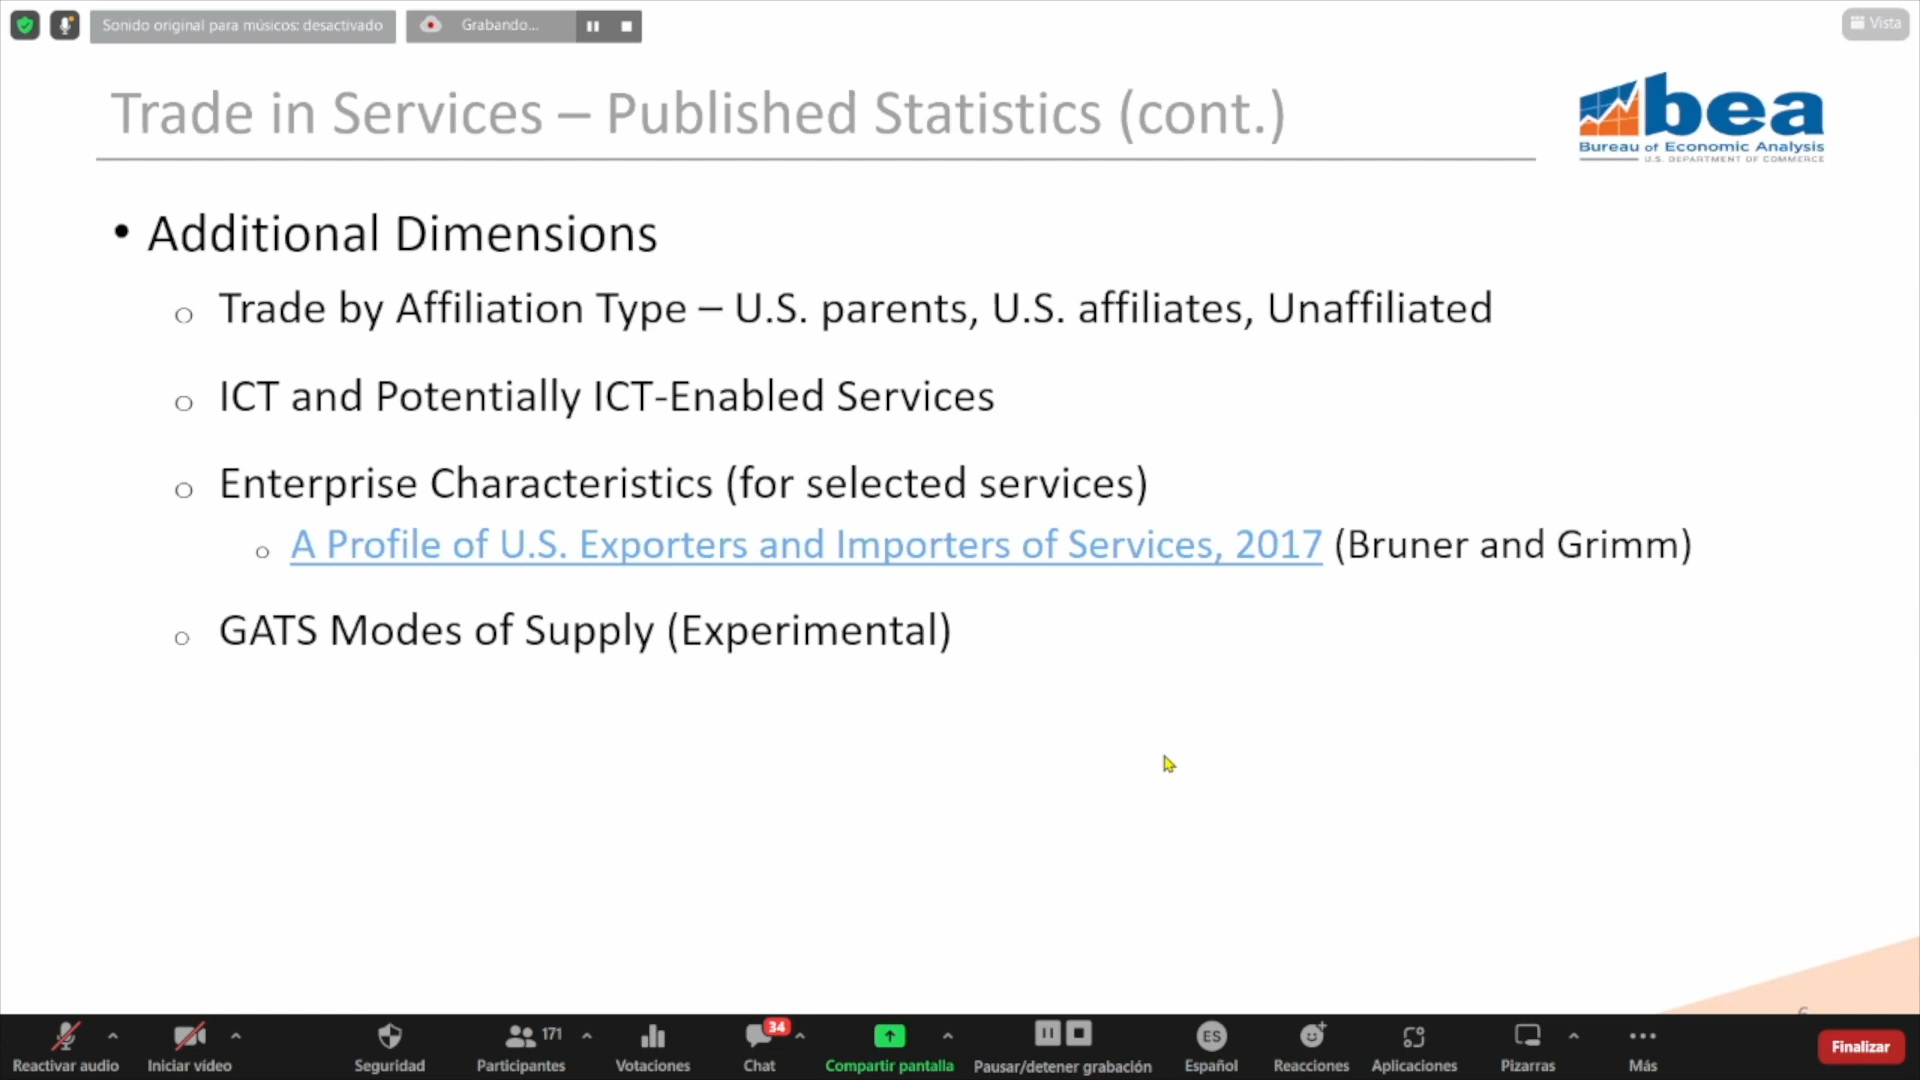 Sonido original para músicos: desactivado
Grabando...
Vista
Trade in Services – Published Statistics (cont.)
bea
Bureau of Economic Analysis
U.S. DEPARTMENT OF COMMERCE
• Additional Dimensions
o Trade by Affiliation Type – U.S. parents, U.S. affiliates, Unaffiliated
o ICT and Potentially ICT-Enabled Services
o Enterprise Characteristics (for selected services)
o A Profile of U.S. Exporters and Importers of Services, 2017 (Bruner and Grimm)
o GATS Modes of Supply (Experimental)
171
34
ES
Reactivar audio
Iniciar vídeo
Seguridad
Participantes
Votaciones
Chat
Compartir pantalla
Pausar/detener grabación
Español
Reacciones
Aplicaciones
Pizarras
Más
Finalizar